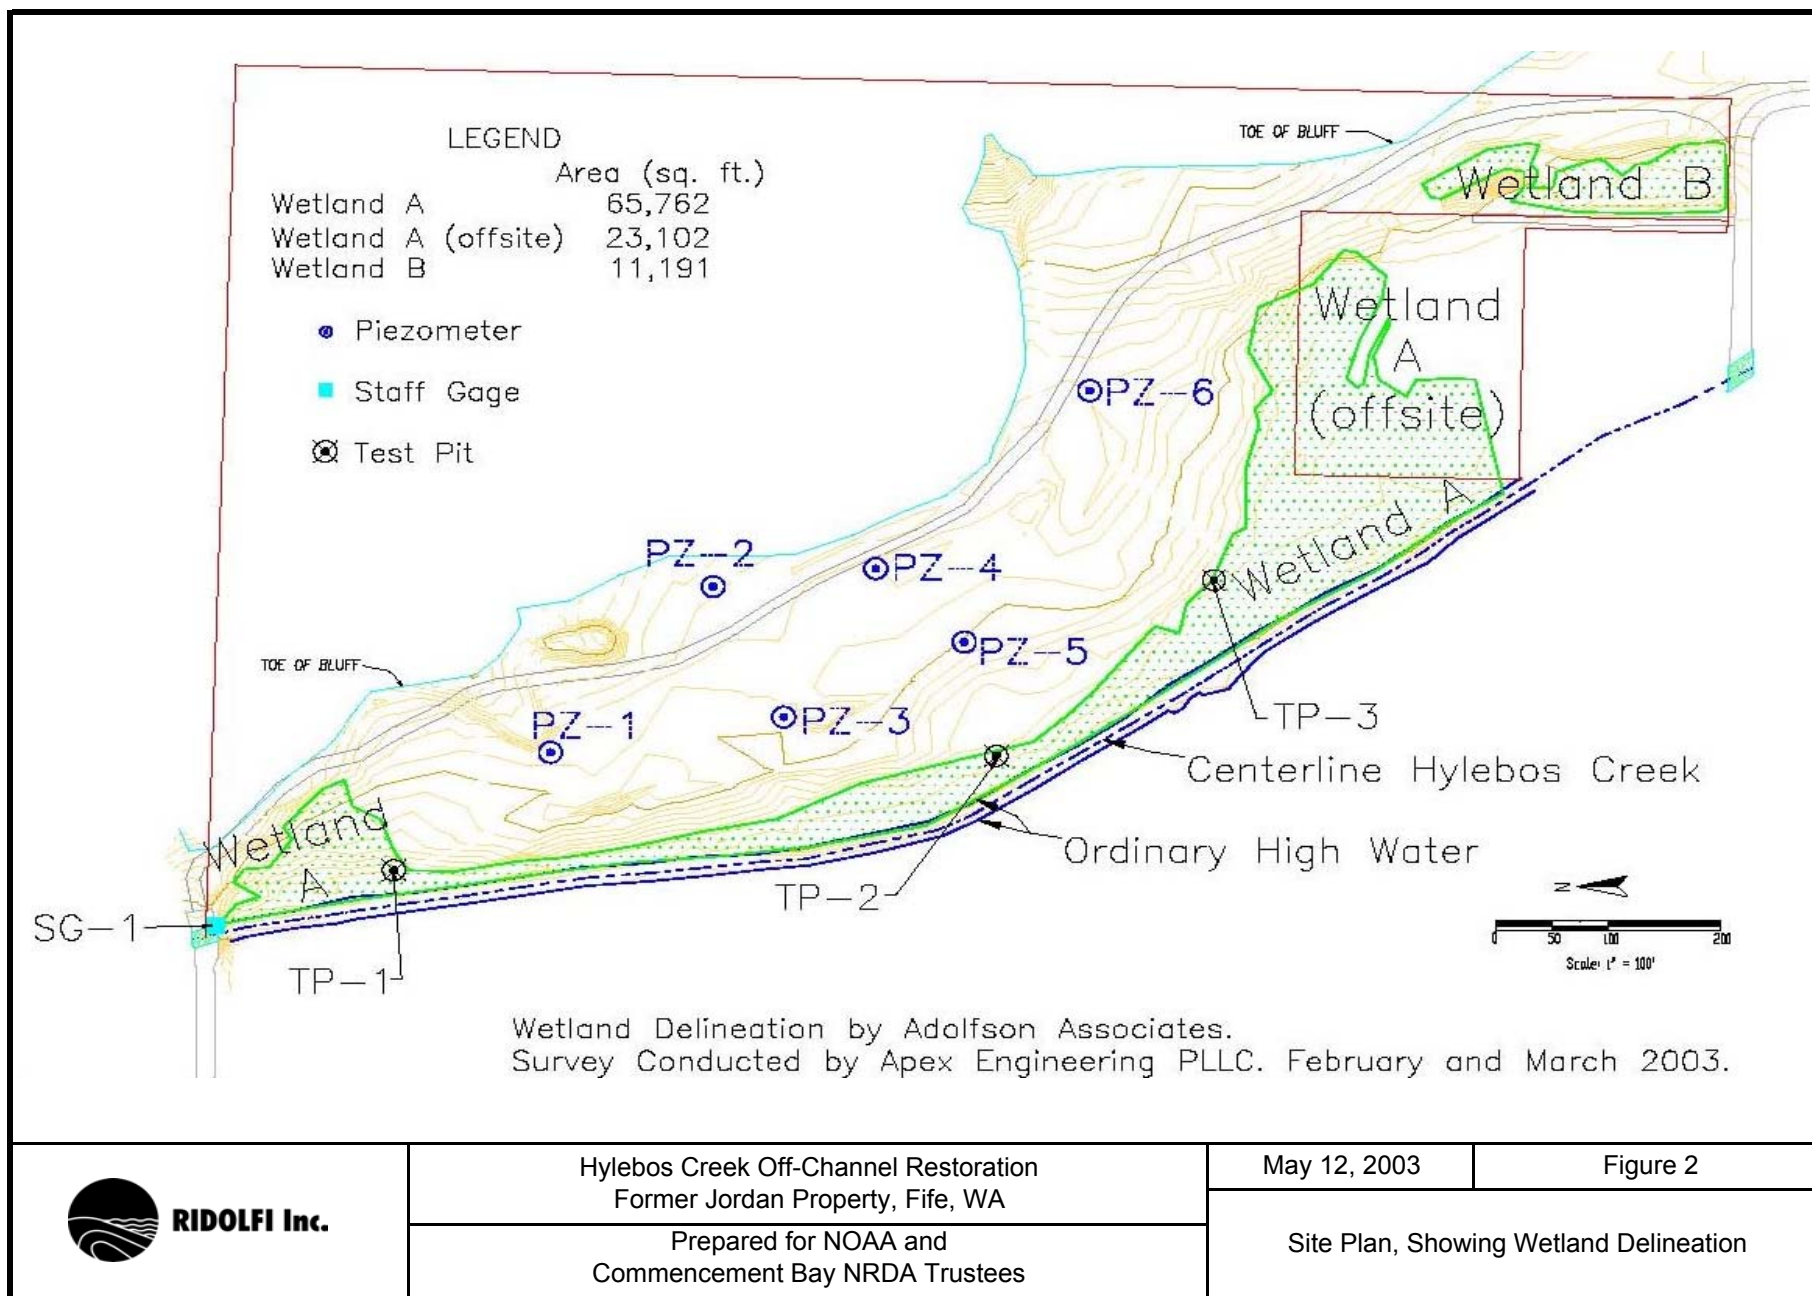 LEGEND
Area (sq. ft.)
Wetland A 65,762
Wetland A (offsite) 23,102
Wetland B 11,191
Piezometer
Staff Gage
Test Pit
TOE OF BLUFF
Wetland B
Wetland
A
(offsite)
PZ-6
Wetland A
PZ-2
PZ-4
PZ-5
TOE OF BLUFF
PZ-1
PZ-3
TP-3
Centerline Hylebos Creek
Ordinary High Water
Wetland
A
TP-2
SG-1
TP-1
N
0 50 100 200
Scale: 1" = 100'
Wetland Delineation by Adolfson Associates.
Survey Conducted by Apex Engineering PLLC. February and March 2003.
RIDOLFI Inc.
Hylebos Creek Off-Channel Restoration
Former Jordan Property, Fife, WA
Prepared for NOAA and
Commencement Bay NRDA Trustees
May 12, 2003
Figure 2
Site Plan, Showing Wetland Delineation